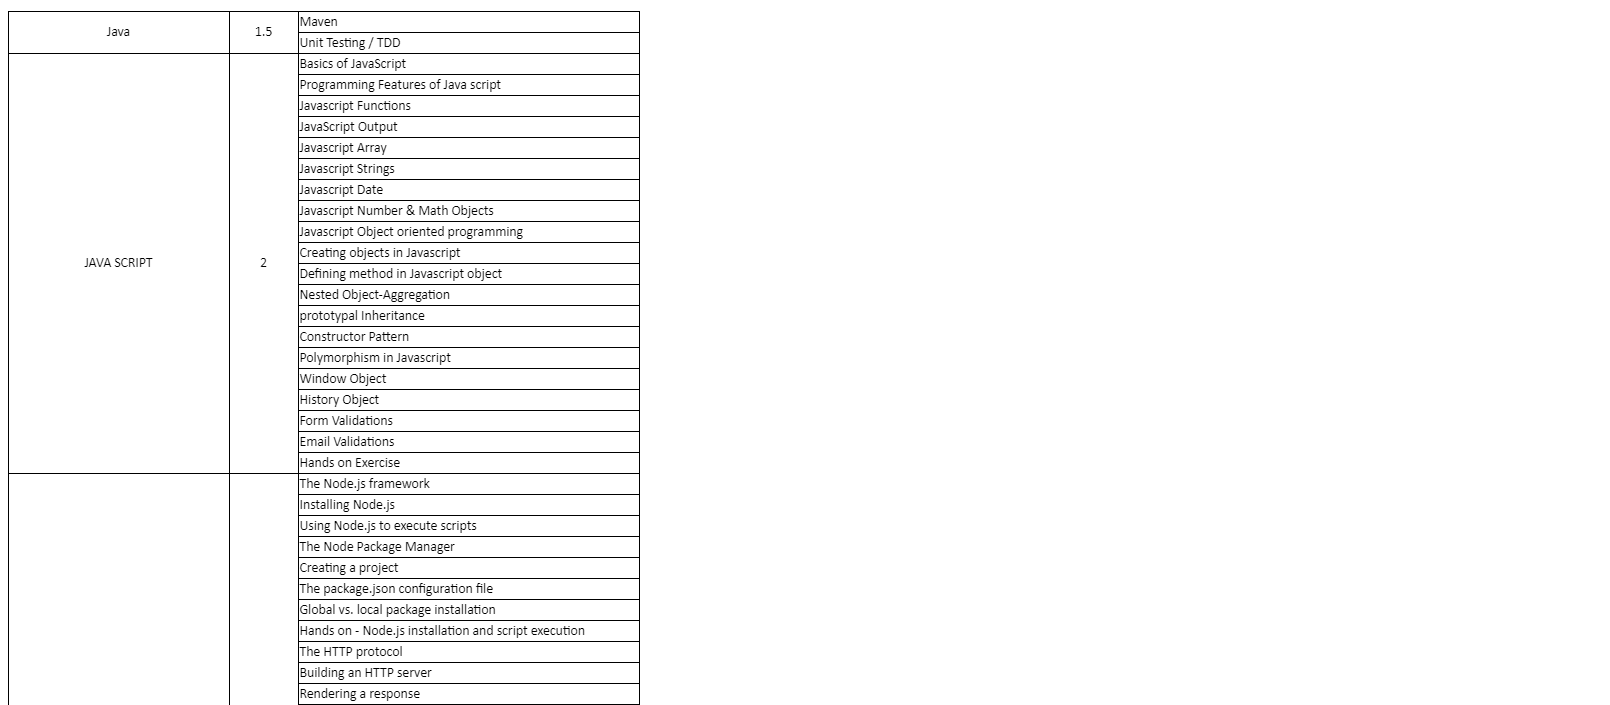 Java 1.5 Maven
Unit Testing / TDD
Basics of JavaScript
Programming Features of Java script
Javascript Functions
JavaScript Output
Javascript Array
Javascript Strings
Javascript Date
Javascript Number & Math Objects
Javascript Object oriented programming
Creating objects in Javascript
JAVA SCRIPT 2
Defining method in Javascript object
Nested Object-Aggregation
prototypal Inheritance
Constructor Pattern
Polymorphism in Javascript
Window Object
History Object
Form Validations
Email Validations
Hands on Exercise
The Node.js framework
Installing Node.js
Using Node.js to execute scripts
The Node Package Manager
Creating a project
The package.json configuration file
Global vs. local package installation
Hands on - Node.js installation and script execution
The HTTP protocol
Building an HTTP server
Rendering a response